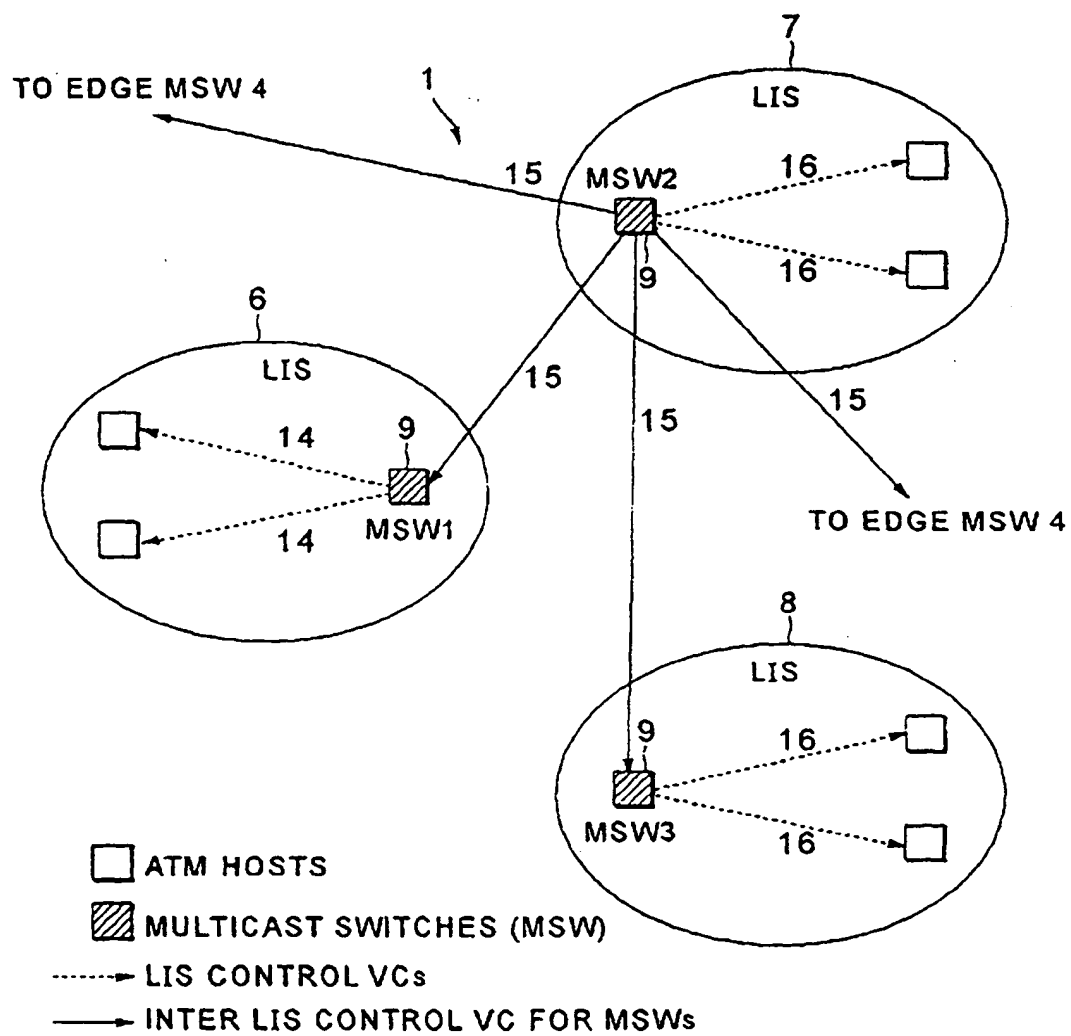 7
TO EDGE MSW 4
1
LIS
15
MSW2
16
16
9
6
LIS
15
15
15
14
9
14
MSW1
TO EDGE MSW 4
8
LIS
9
16
MSW3
16
ATM HOSTS
MULTICAST SWITCHES (MSW)
LIS CONTROL VCs
INTER LIS CONTROL VC FOR MSWs